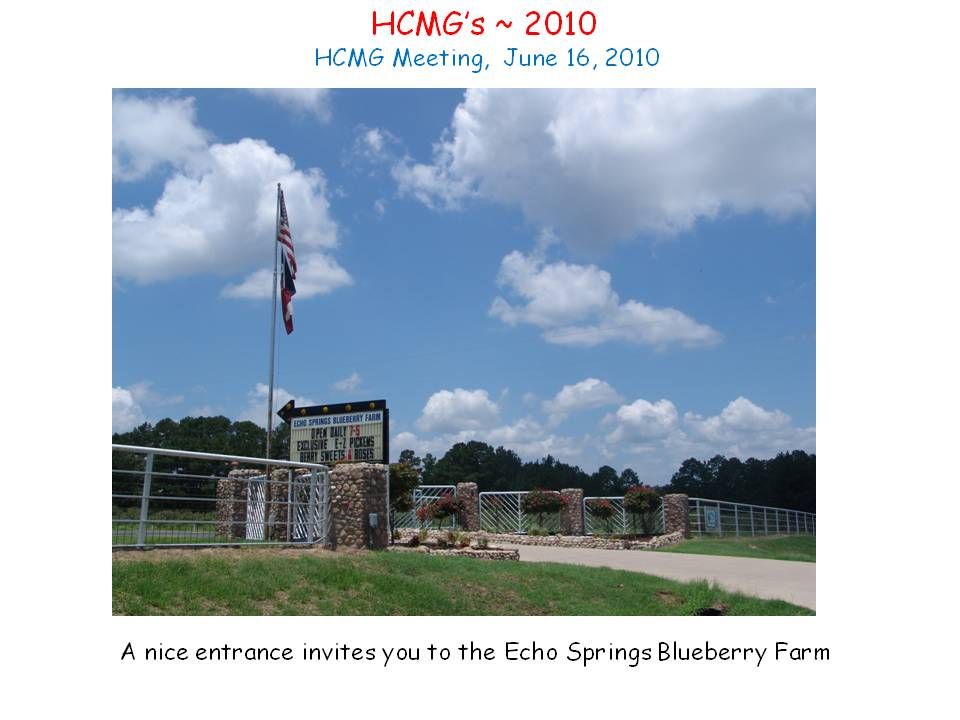 HCMG's ~ 2010
HCMG Meeting, June 16, 2010
ECHO SPRINGS BLUEBERRY FARM
OPEN DAILY 7-5
EXCLUSIVE E-Z PICKENS
BERRY SWEETS & ROSES
A nice entrance invites you to the Echo Springs Blueberry Farm